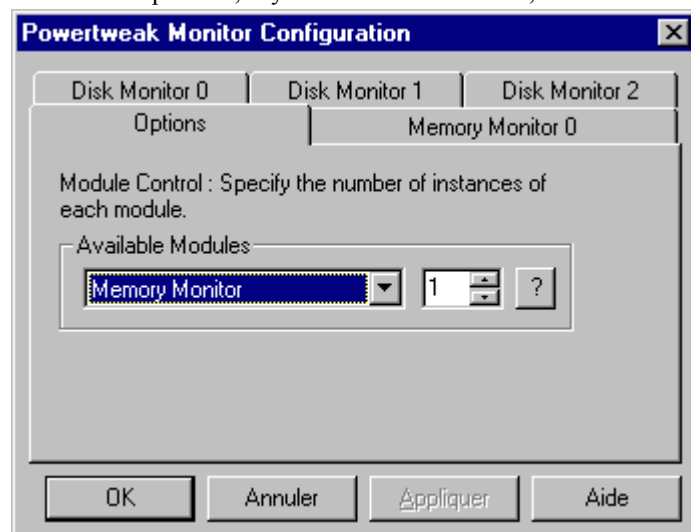 Powertweak Monitor Configuration
Disk Monitor 0 Disk Monitor 1 Disk Monitor 2
Options Memory Monitor 0
Module Control : Specify the number of instances of
each module.
Available Modules
Memory Monitor 1 ?
OK Annuler Appliquer Aide